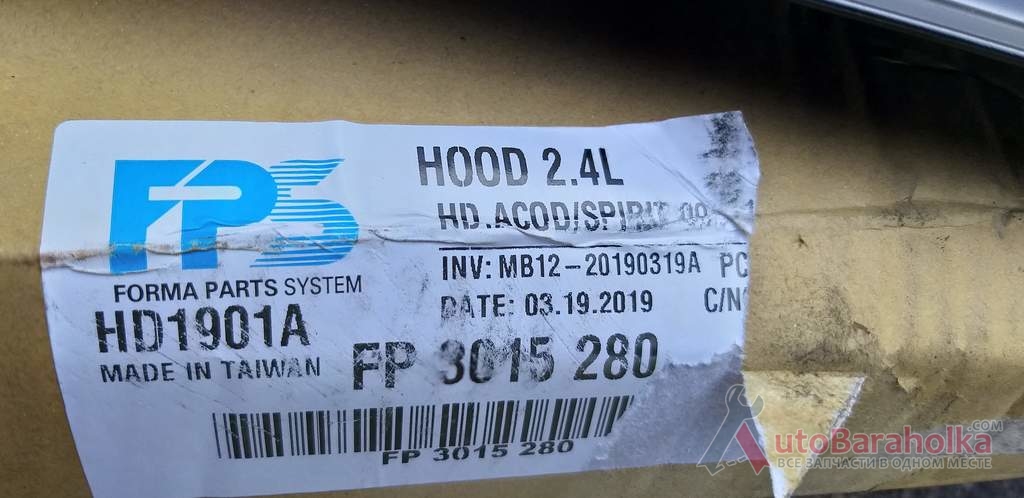 FPS
FORMA PARTS SYSTEM
HD1901A
MADE IN TAIWAN
HOOD 2.4L
HD.ACOD/SPIRIT
INV: MB12-20190319A PC
DATE: 03.19.2019 C/N
FP 3015 280
FP 3015 280
AutoBaraholka.COM
ВСЕ ЗАПЧАСТИ В ОДНОМ МЕСТЕ